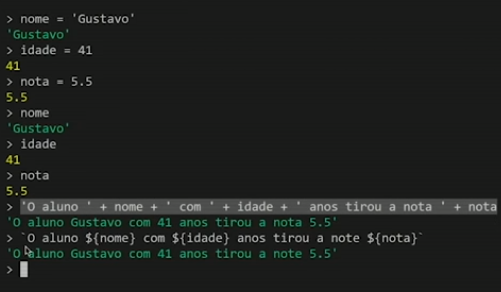 > nome = 'Gustavo'
'Gustavo'
> idade = 41
41
> nota = 5.5
5.5
> nome
'Gustavo'
> idade
41
> nota
5.5
> 'O aluno ' + nome + ' com ' + idade + ' anos tirou a nota ' + nota
'O aluno Gustavo com 41 anos tirou a nota 5.5'
> `O aluno ${nome} com ${idade} anos tirou a note ${nota}`
'O aluno Gustavo com 41 anos tirou a note 5.5'
>